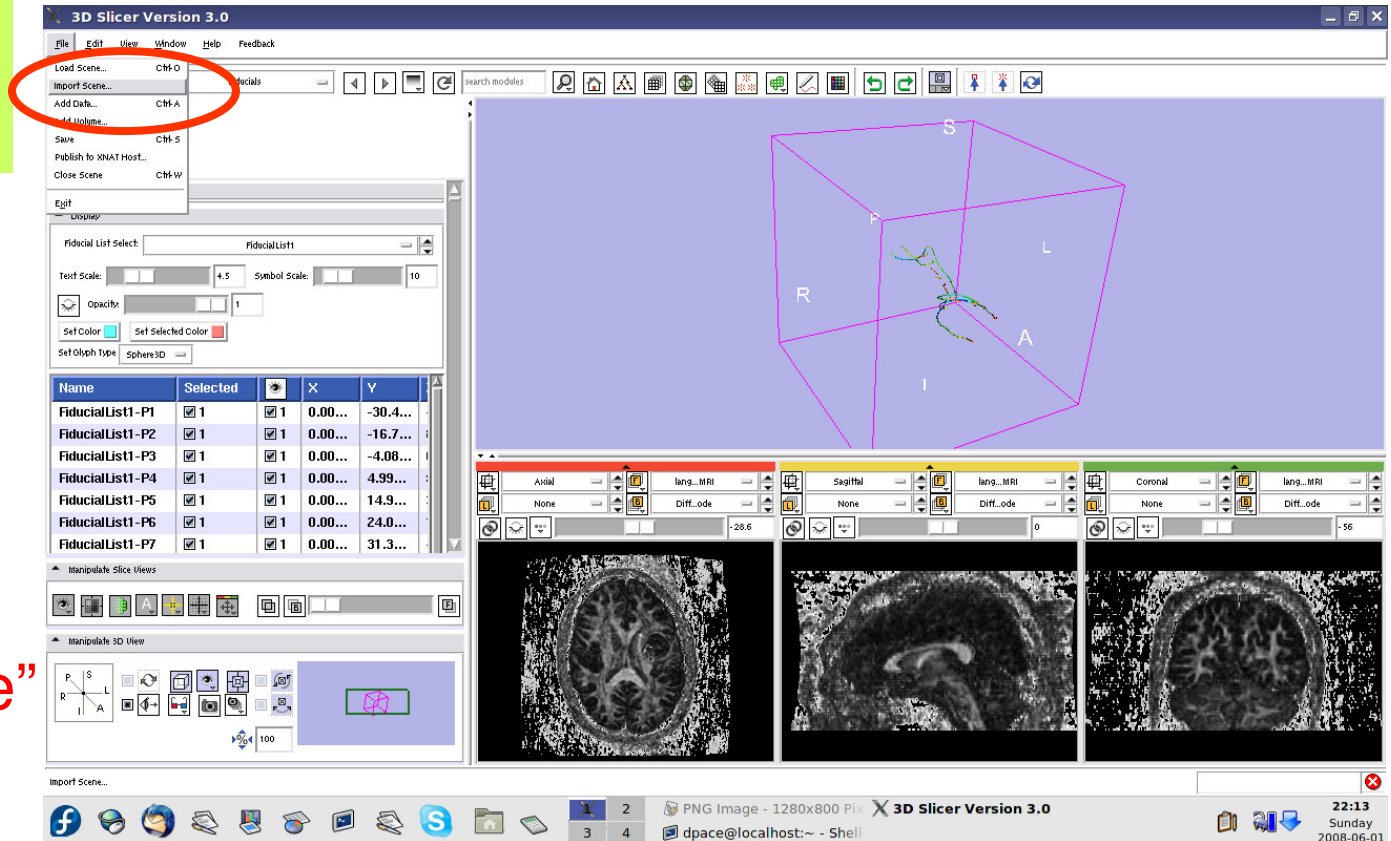 3D Slicer Version 3.0
File Edit View Window Help Feedback
Load Scene... Ctrl-O
Import Scene...
Add Data... Ctrl-A
Add Volume...
Save Ctrl-S
Publish to XNAT Host...
Close Scene Ctrl-W
Exit
search modules
Display
Fiducial List Select: FiducialList1
Text Scale: 4.5 Symbol Scale: 10
Opacity: 1
Set Color Set Selected Color
Set Glyph Type Sphere3D
Name Selected X Y
FiducialList1-P1 1 1 0.00... -30.4...
FiducialList1-P2 1 1 0.00... -16.7...
FiducialList1-P3 1 1 0.00... -4.08...
FiducialList1-P4 1 1 0.00... 4.99...
FiducialList1-P5 1 1 0.00... 14.9...
FiducialList1-P6 1 1 0.00... 24.0...
FiducialList1-P7 1 1 0.00... 31.3...
Manipulate Slice Views
Manipulate 3D View
P S
R L
I A
% 100
e”
S
P
L
R
A
I
Axial lang...MRI
None Diff...ode
-28.6
Sagittal lang...MRI
None Diff...ode
0
Coronal lang...MRI
None Diff...ode
-56
Import Scene...
1 2
3 4
PNG Image - 1280x800 Pix
3D Slicer Version 3.0
dpace@localhost:~ - Shell
22:13
Sunday
2008-06-01